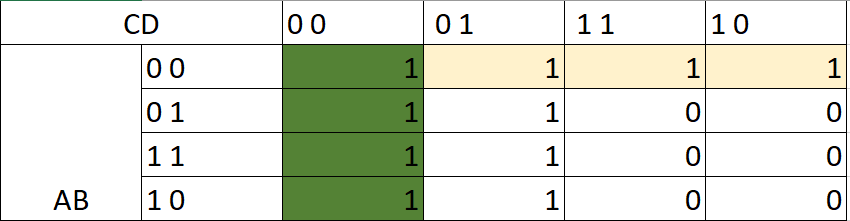 CD 0 0 0 1 1 1 1 0
0 0 1 1 1 1
0 1 1 1 0 0
1 1 1 1 0 0
AB 1 0 1 1 0 0